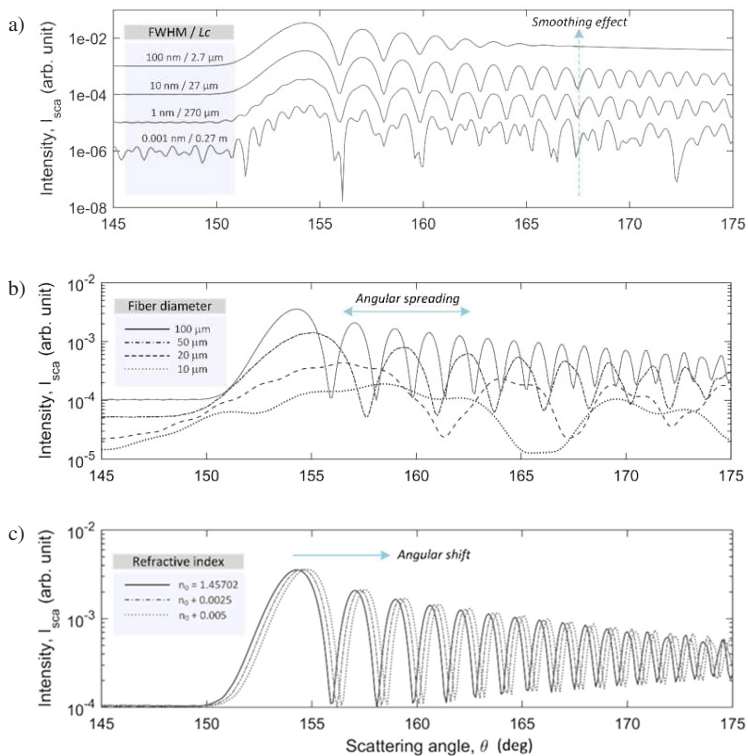 a)
Intensity, I_sca (arb. unit)
1e-02
1e-04
1e-06
1e-08
FWHM / Lc
100 nm / 2.7 μm
10 nm / 27 μm
1 nm / 270 μm
0.001 nm / 0.27 m
Smoothing effect
145 150 155 160 165 170 175
b)
Intensity, I_sca (arb. unit)
10^-2
10^-3
10^-4
10^-5
Fiber diameter
100 μm
50 μm
20 μm
10 μm
Angular spreading
145 150 155 160 165 170 175
c)
Intensity, I_sca (arb. unit)
10^-2
10^-3
10^-4
Refractive index
n_0 = 1.45702
n_0 + 0.0025
n_0 + 0.005
Angular shift
145 150 155 160 165 170 175
Scattering angle, θ (deg)